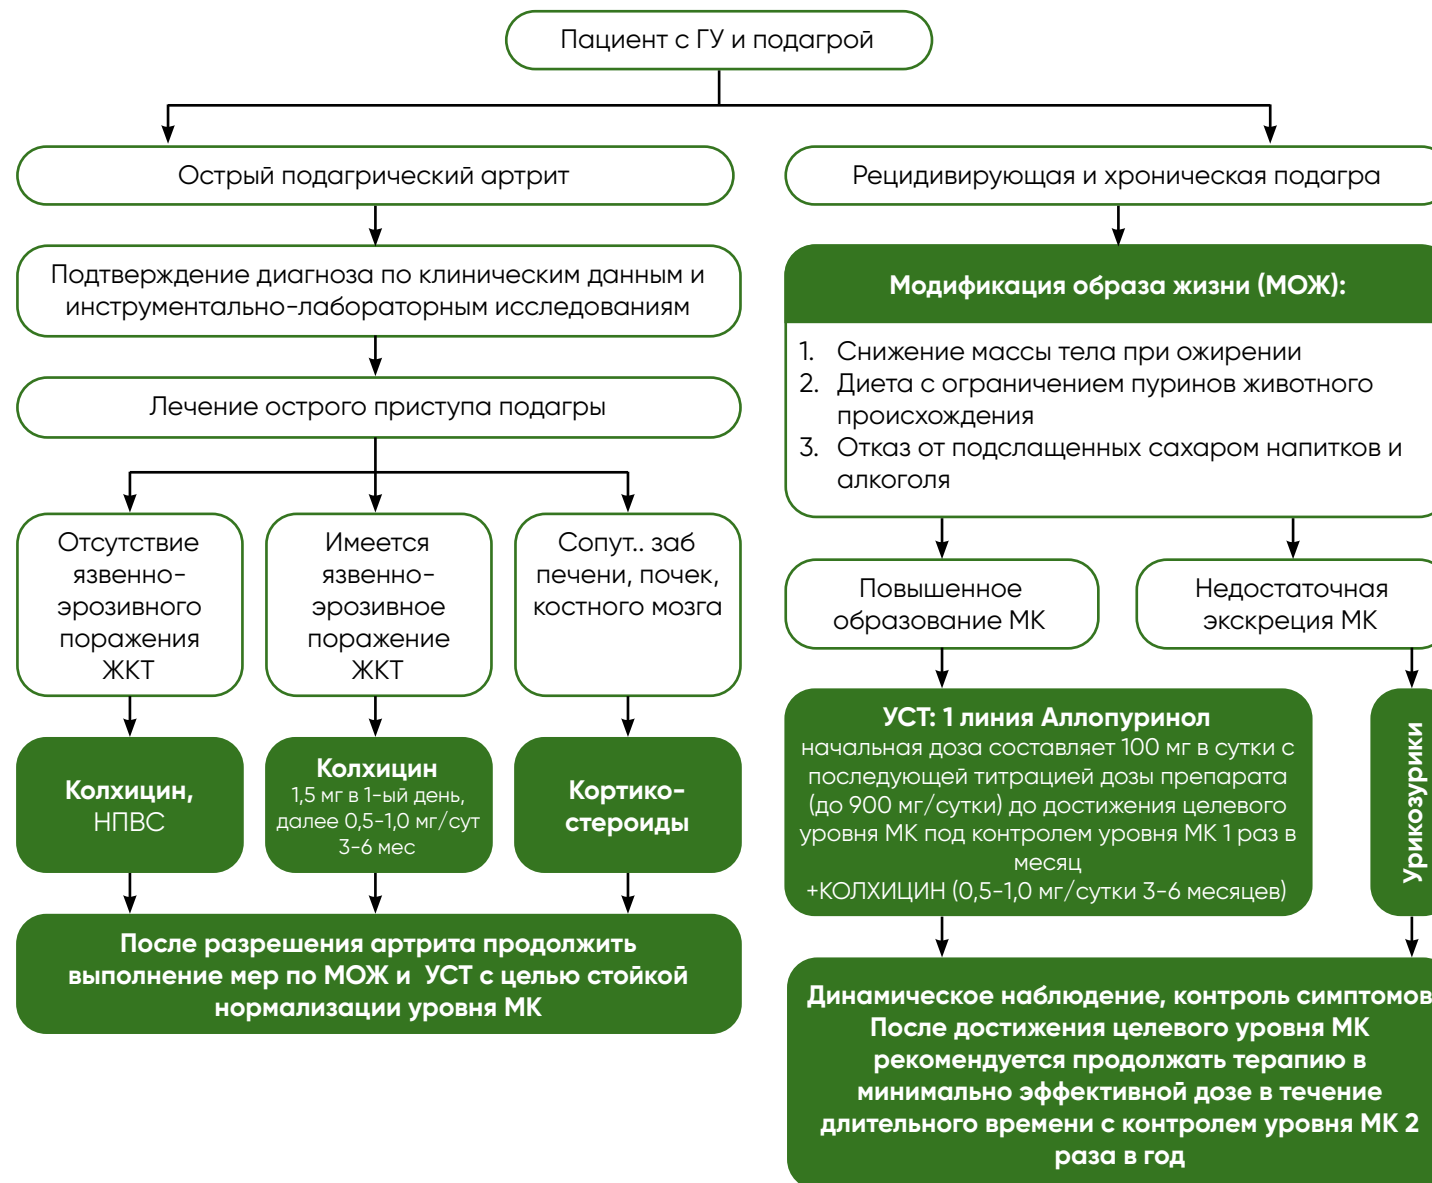 Пациент с ГУ и подагрой
Острый подагрический артрит
Подтверждение диагноза по клиническим данным и
инструментально-лабораторным исследованиям
Лечение острого приступа подагры
Отсутствие
язвенно-
эрозивного
поражения
ЖКТ
Имеется
язвенно-
эрозивное
поражение
ЖКТ
Сопут.. заб
печени, почек,
костного мозга
Колхицин,
НПВС
Колхицин
1,5 мг в 1-ый день,
далее 0,5-1,0 мг/сут
3-6 мес
Кортико-
стероиды
После разрешения артрита продолжить
выполнение мер по МОЖ и УСТ с целью стойкой
нормализации уровня МК
Рецидивирующая и хроническая подагра
Модификация образа жизни (МОЖ):
1. Снижение массы тела при ожирении
2. Диета с ограничением пуринов животного
происхождения
3. Отказ от подслащенных сахаром напитков и
алкоголя
Повышенное
образование МК
Недостаточная
экскреция МК
УСТ: 1 линия Аллопуринол
начальная доза составляет 100 мг в сутки с
последующей титрацией дозы препарата
(до 900 мг/сутки) до достижения целевого
уровня МК под контролем уровня МК 1 раз в
месяц
+КОЛХИЦИН (0,5-1,0 мг/сутки 3-6 месяцев)
Урикозурики
Динамическое наблюдение, контроль симптомов
После достижения целевого уровня МК
рекомендуется продолжать терапию в
минимально эффективной дозе в течение
длительного времени с контролем уровня МК 2
раза в год